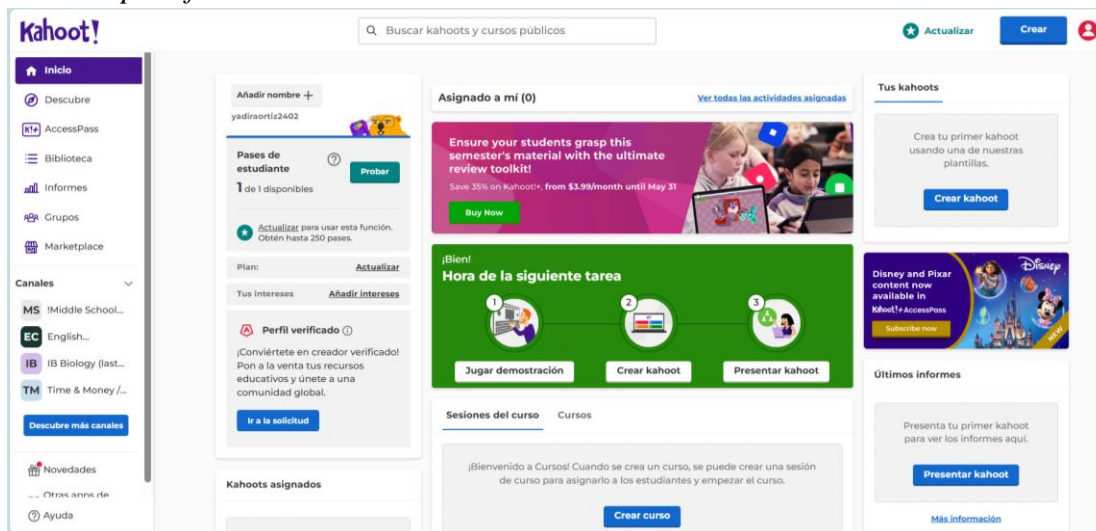 Kahoot!
Buscar kahoots y cursos públicos
Actualizar
Crear
Inicio
Descubre
K!+ AccessPass
Biblioteca
Informes
Grupos
Marketplace
Canales
MS !Middle School...
EC English...
IB IB Biology (last...
TM Time & Money /...
Descubre más canales
Novedades
Otras apps de
Ayuda
Añadir nombre +
yadiraortiz2402
Pases de
estudiante
Probar
1 de 1 disponibles
Actualizar para usar esta función.
Obtén hasta 250 pases.
Plan: Actualizar
Tus intereses Añadir intereses
Perfil verificado
¡Conviértete en creador verificado!
Pon a la venta tus recursos
educativos y únete a una
comunidad global.
Ir a la solicitud
Kahoots asignados
Asignado a mí (0) Ver todas las actividades asignadas
Ensure your students grasp this
semester's material with the ultimate
review toolkit!
Save 35% on Kahoot!+, from $3.99/month until May 31
Buy Now
¡Bien!
Hora de la siguiente tarea
1 2 3
Jugar demostración Crear kahoot Presentar kahoot
Sesiones del curso Cursos
¡Bienvenido a Cursos! Cuando se crea un curso, se puede crear una sesión
de curso para asignarlo a los estudiantes y empezar el curso.
Crear curso
Tus kahoots
Crea tu primer kahoot
usando una de nuestras
plantillas.
Crear kahoot
Disney and Pixar
content now
available in
Kahoot!+ AccessPass
Subscribe now
Disney
NEW
Últimos informes
Presenta tu primer kahoot
para ver los informes aquí.
Presentar kahoot
Más información